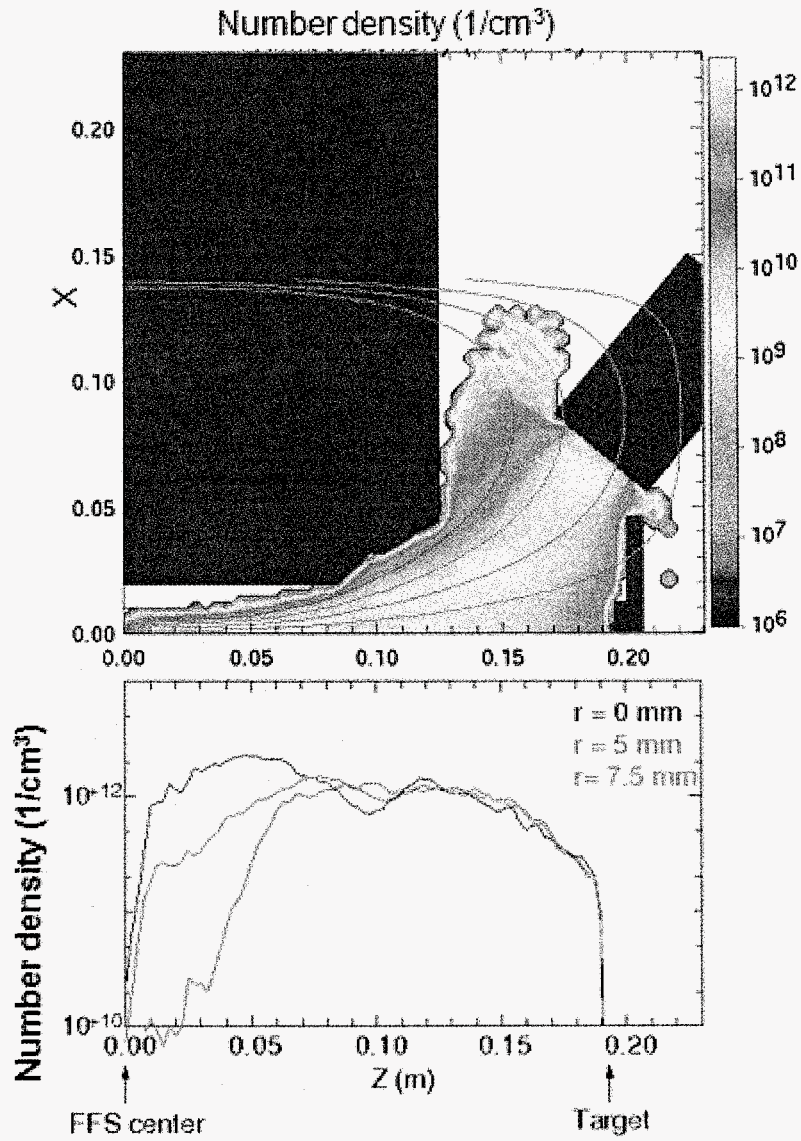 Number density (1/cm³)
0.20
0.15
X
0.10
0.05
0.00
0.00 0.05 0.10 0.15 0.20
10¹²
10¹¹
10¹⁰
10⁹
10⁸
10⁷
10⁶
Number density (1/cm³)
r = 0 mm
r = 5 mm
r= 7.5 mm
10+12
10+10
0.00 0.05 0.10 0.15 0.20
Z (m)
FFS center
Target